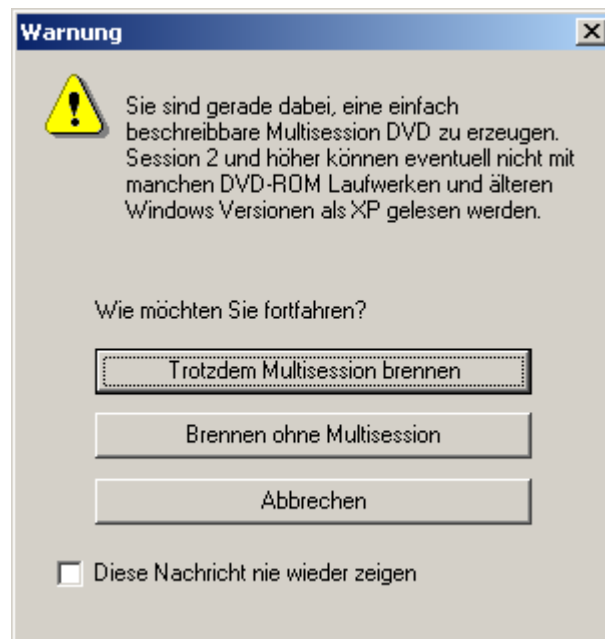 Warnung
Sie sind gerade dabei, eine einfach
beschreibbare Multisession DVD zu erzeugen.
Session 2 und höher können eventuell nicht mit
manchen DVD-ROM Laufwerken und älteren
Windows Versionen als XP gelesen werden.
Wie möchten Sie fortfahren?
Trotzdem Multisession brennen
Brennen ohne Multisession
Abbrechen
Diese Nachricht nie wieder zeigen